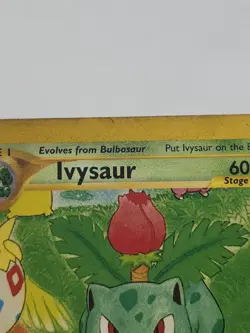 Evolves from Bulbasaur Put Ivysaur on the
Ivysaur 60
Stage